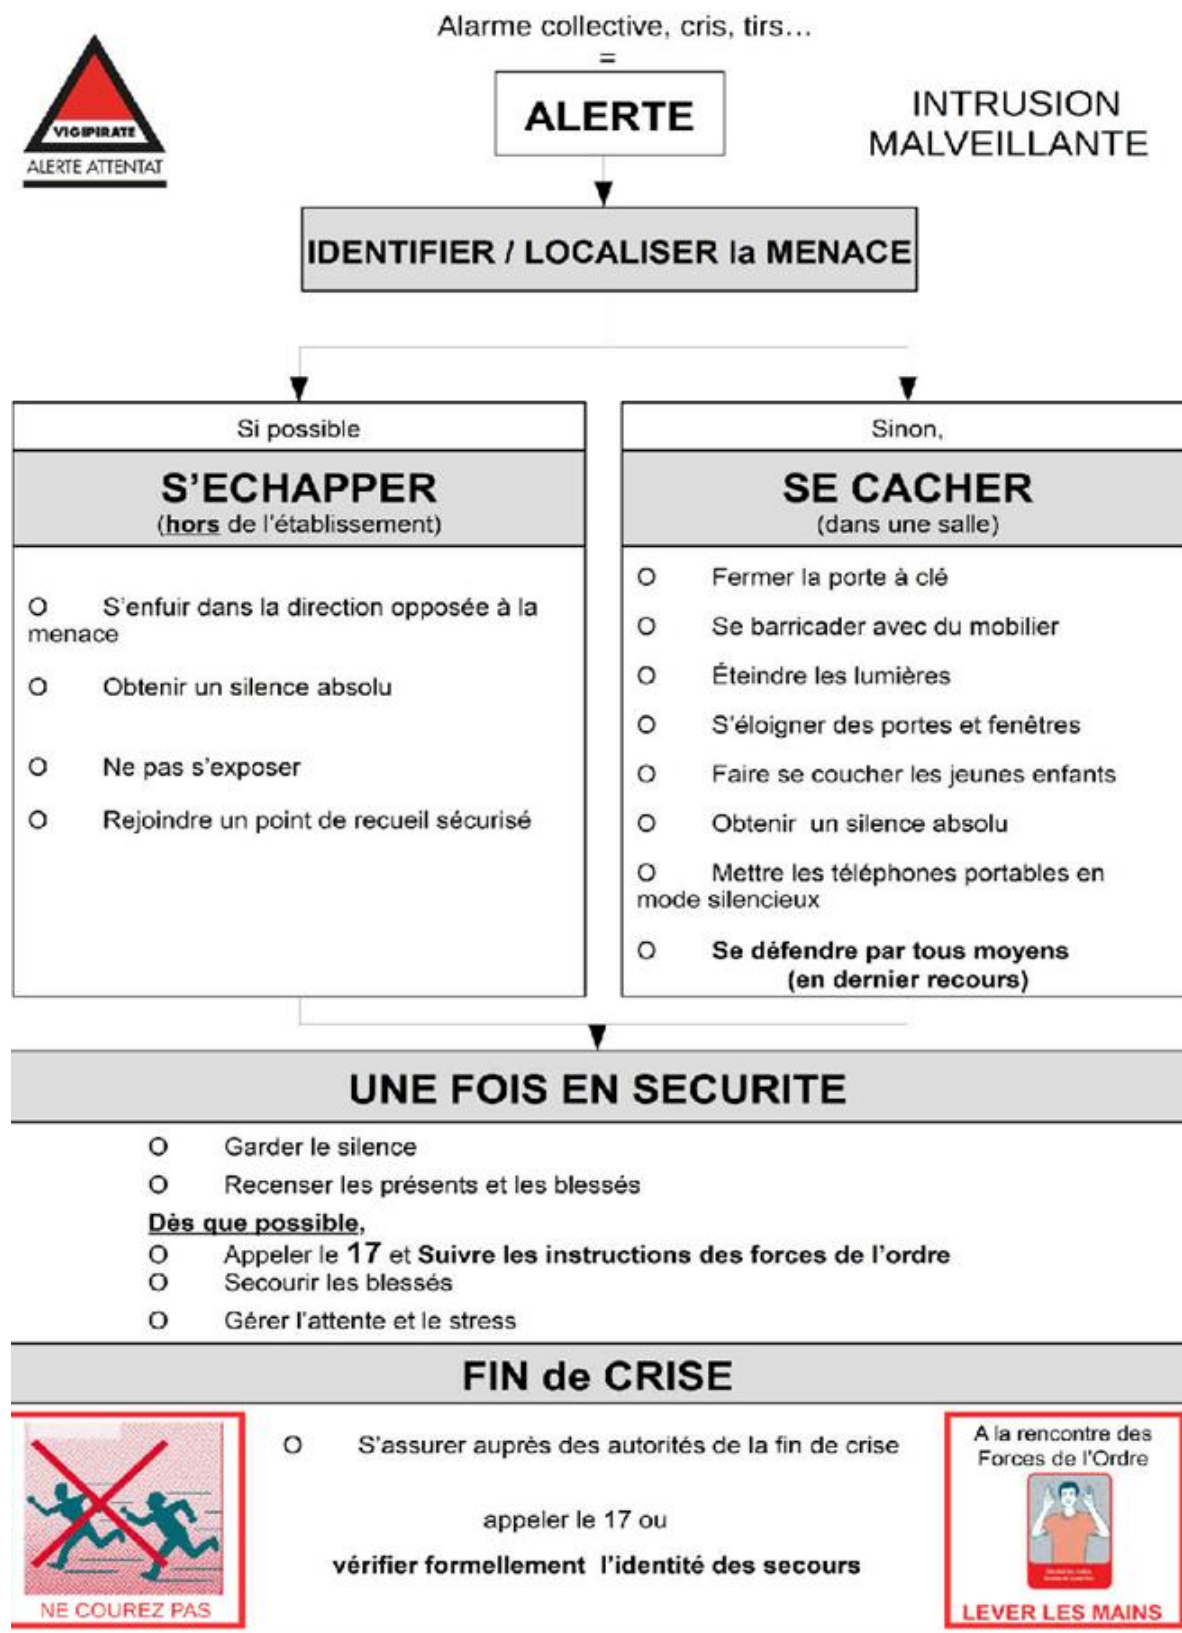 Alarme collective, cris, tirs...
=
ALERTE
INTRUSION
MALVEILLANTE
VIGIPIRATE
ALERTE ATTENTAT
IDENTIFIER / LOCALISER la MENACE
Si possible
S'ECHAPPER
(hors de l'établissement)
O S'enfuir dans la direction opposée à la
menace
O Obtenir un silence absolu
O Ne pas s'exposer
O Rejoindre un point de recueil sécurisé
Sinon,
SE CACHER
(dans une salle)
O Fermer la porte à clé
O Se barricader avec du mobilier
O Éteindre les lumières
O S'éloigner des portes et fenêtres
O Faire se coucher les jeunes enfants
O Obtenir un silence absolu
O Mettre les téléphones portables en
mode silencieux
O Se défendre par tous moyens
(en dernier recours)
UNE FOIS EN SECURITE
O Garder le silence
O Recenser les présents et les blessés
Dès que possible,
O Appeler le 17 et Suivre les instructions des forces de l'ordre
O Secourir les blessés
O Gérer l'attente et le stress
FIN de CRISE
NE COUREZ PAS
O S'assurer auprès des autorités de la fin de crise
appeler le 17 ou
vérifier formellement l'identité des secours
A la rencontre des
Forces de l'Ordre
LEVER LES MAINS